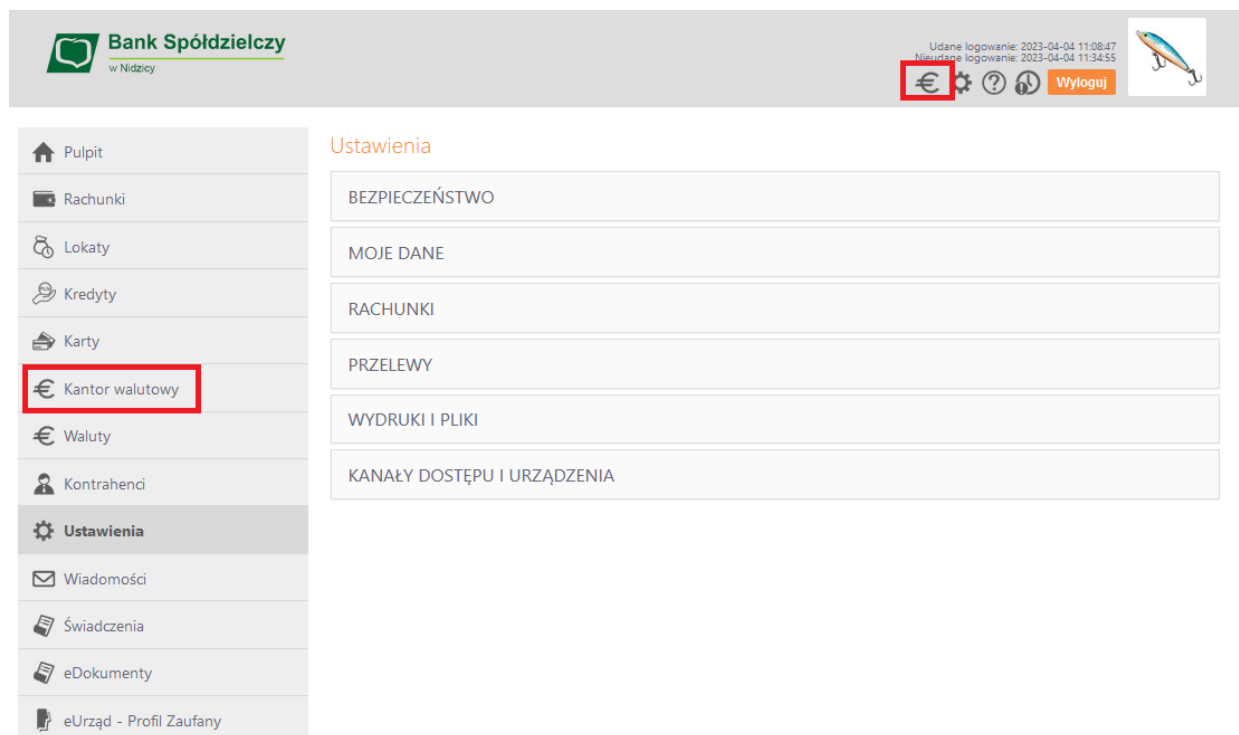 Bank Spółdzielczy
w Nidzicy
Udane logowanie: 2023-04-04 11:08:47
Nieudane logowanie: 2023-04-04 11:34:55
Wyloguj
Pulpit
Rachunki
Lokaty
Kredyty
Karty
Kantor walutowy
Waluty
Kontrahenci
Ustawienia
Wiadomości
Świadczenia
eDokumenty
eUrząd - Profil Zaufany
Ustawienia
BEZPIECZEŃSTWO
MOJE DANE
RACHUNKI
PRZELEWY
WYDRUKI I PLIKI
KANAŁY DOSTĘPU I URZĄDZENIA